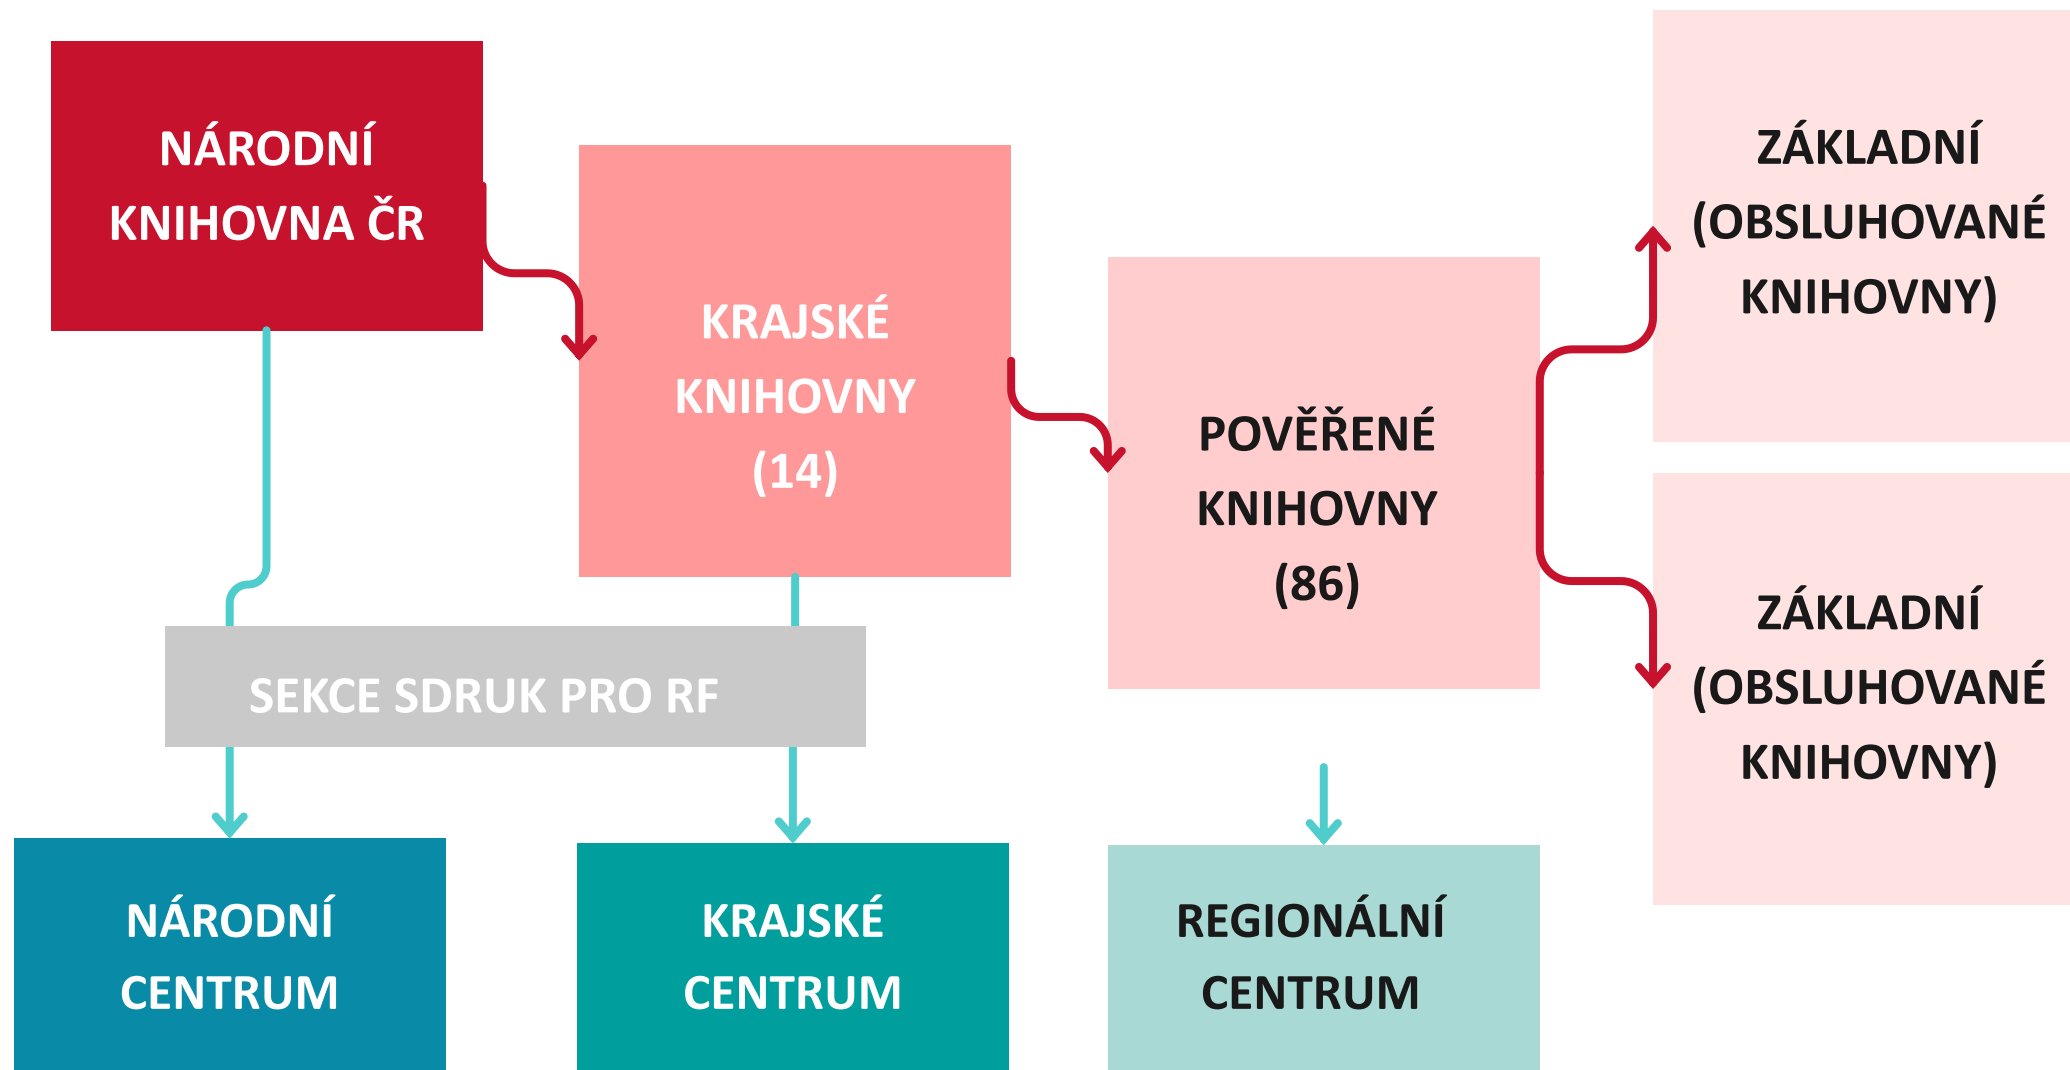 NÁRODNÍ
KNIHOVNA ČR
KRAJSKÉ
KNIHOVNY
(14)
POVĚŘENÉ
KNIHOVNY
(86)
ZÁKLADNÍ
(OBSLUHOVANÉ
KNIHOVNY)
ZÁKLADNÍ
(OBSLUHOVANÉ
KNIHOVNY)
SEKCE SDRUK PRO RF
NÁRODNÍ
CENTRUM
KRAJSKÉ
CENTRUM
REGIONÁLNÍ
CENTRUM